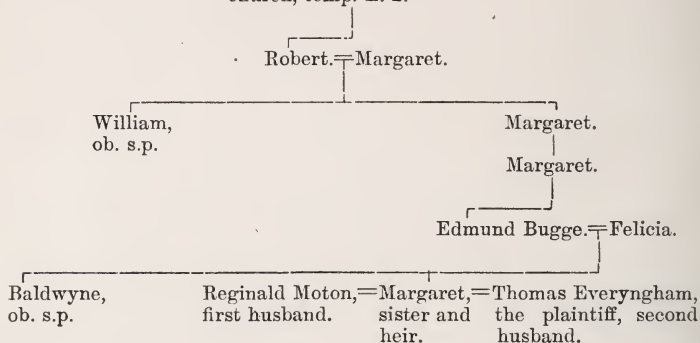 Robert.=Margaret.
William, Margaret.
ob. s.p.
Margaret.
Edmund Bugge.=Felicia.
Baldwyne, Reginald Moton,=Margaret,=Thomas Everyngham,
ob. s.p. first husband. sister and the plaintiff, second
heir. husband.